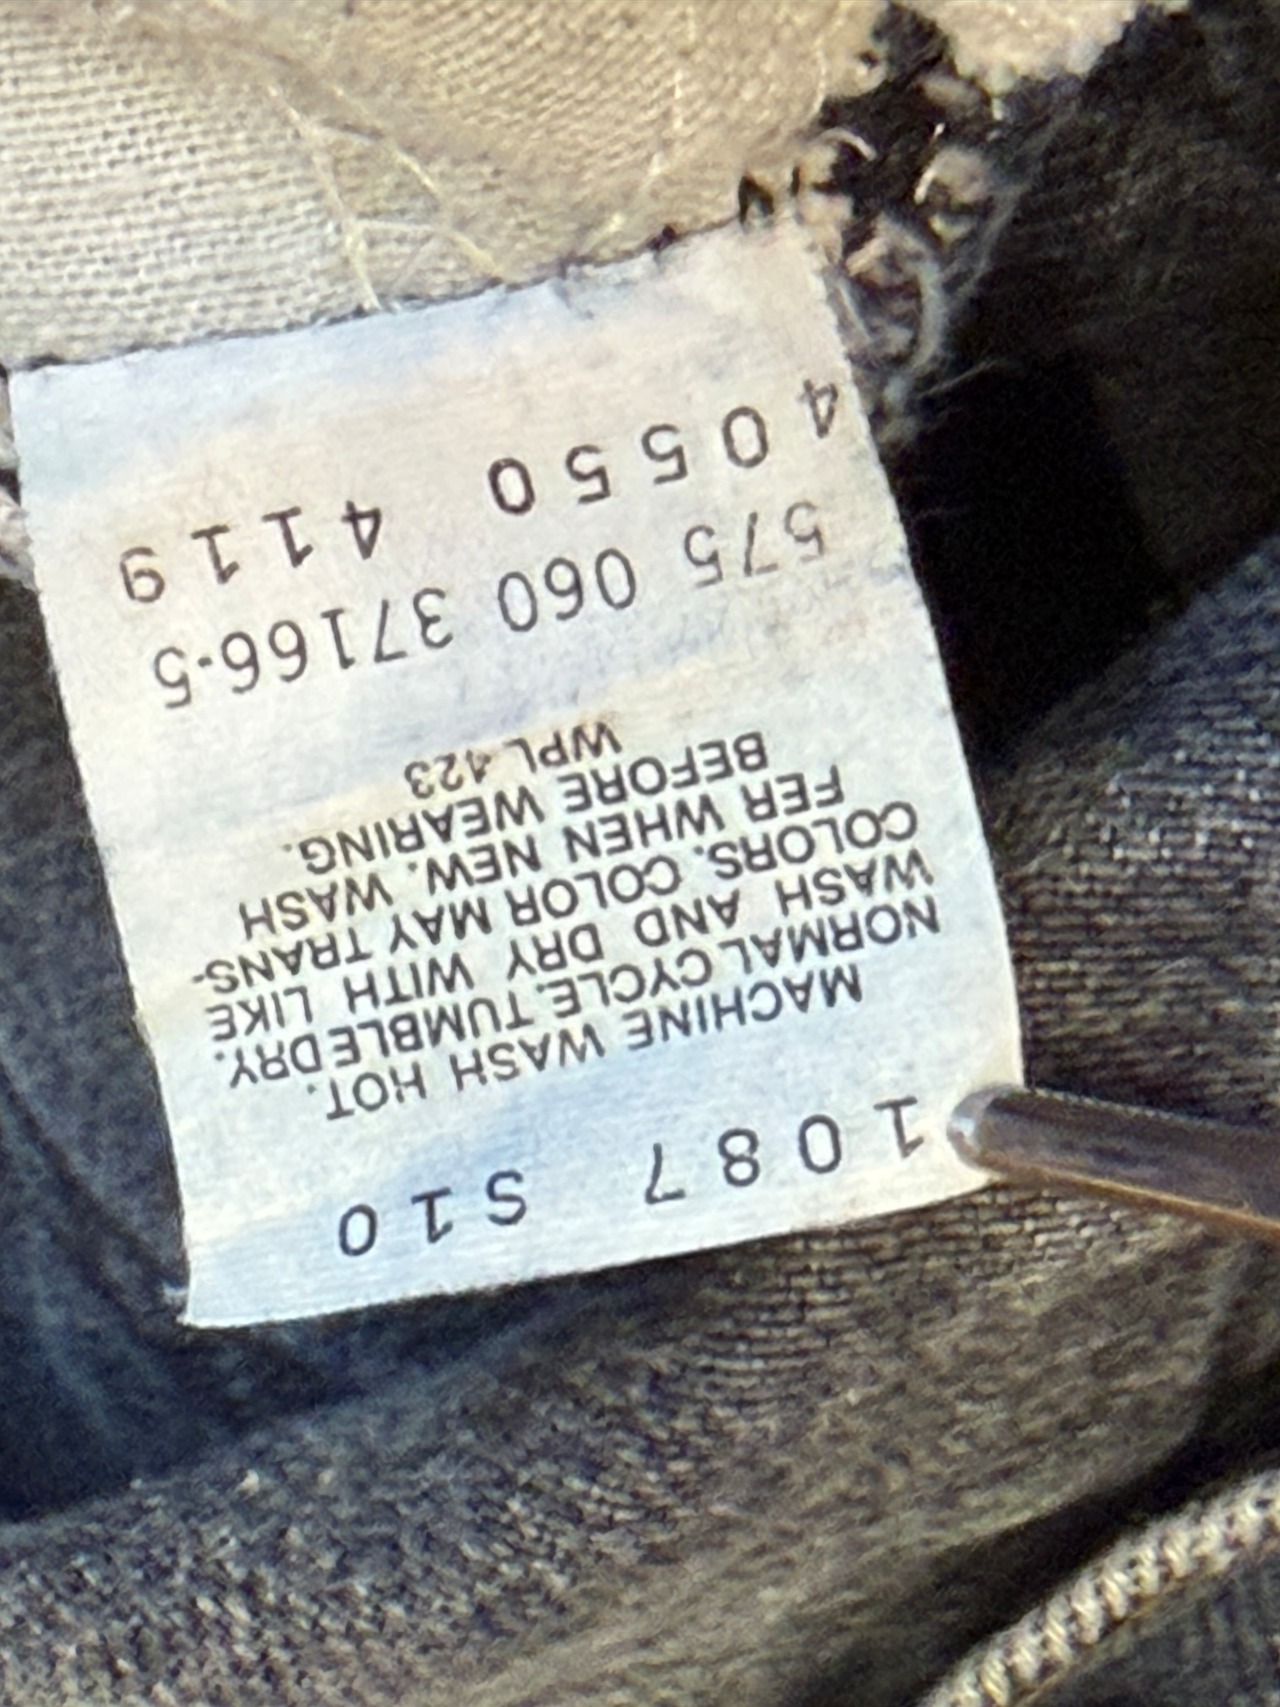 1087 S10
MACHINE WASH HOT.
NORMAL CYCLE. TUMBLE DRY.
WASH AND DRY WITH LIKE
COLORS. COLOR MAY TRANS-
FER WHEN NEW. WASH
BEFORE WEARING.
WPL 423
575 060 37166-5
40550 4119